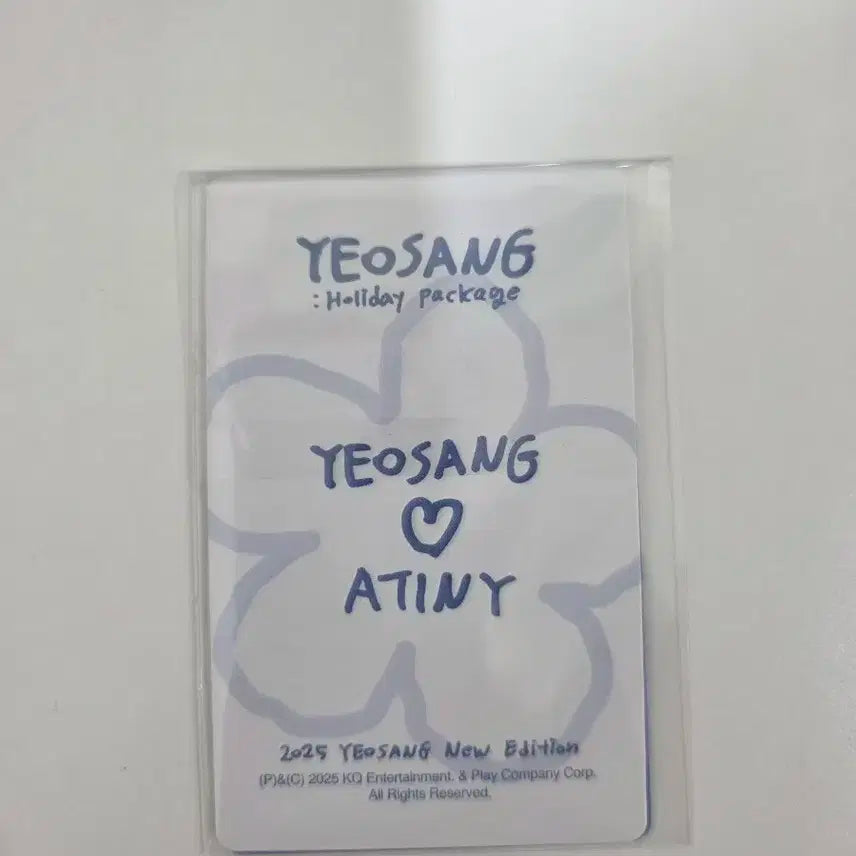 YEOSANG
:Holiday package
YEOSANG
♡
ATINY
2025 YEOSANG New Edition
(P)&(C) 2025 KQ Entertainment. & Play Company Corp.
All Rights Reserved.